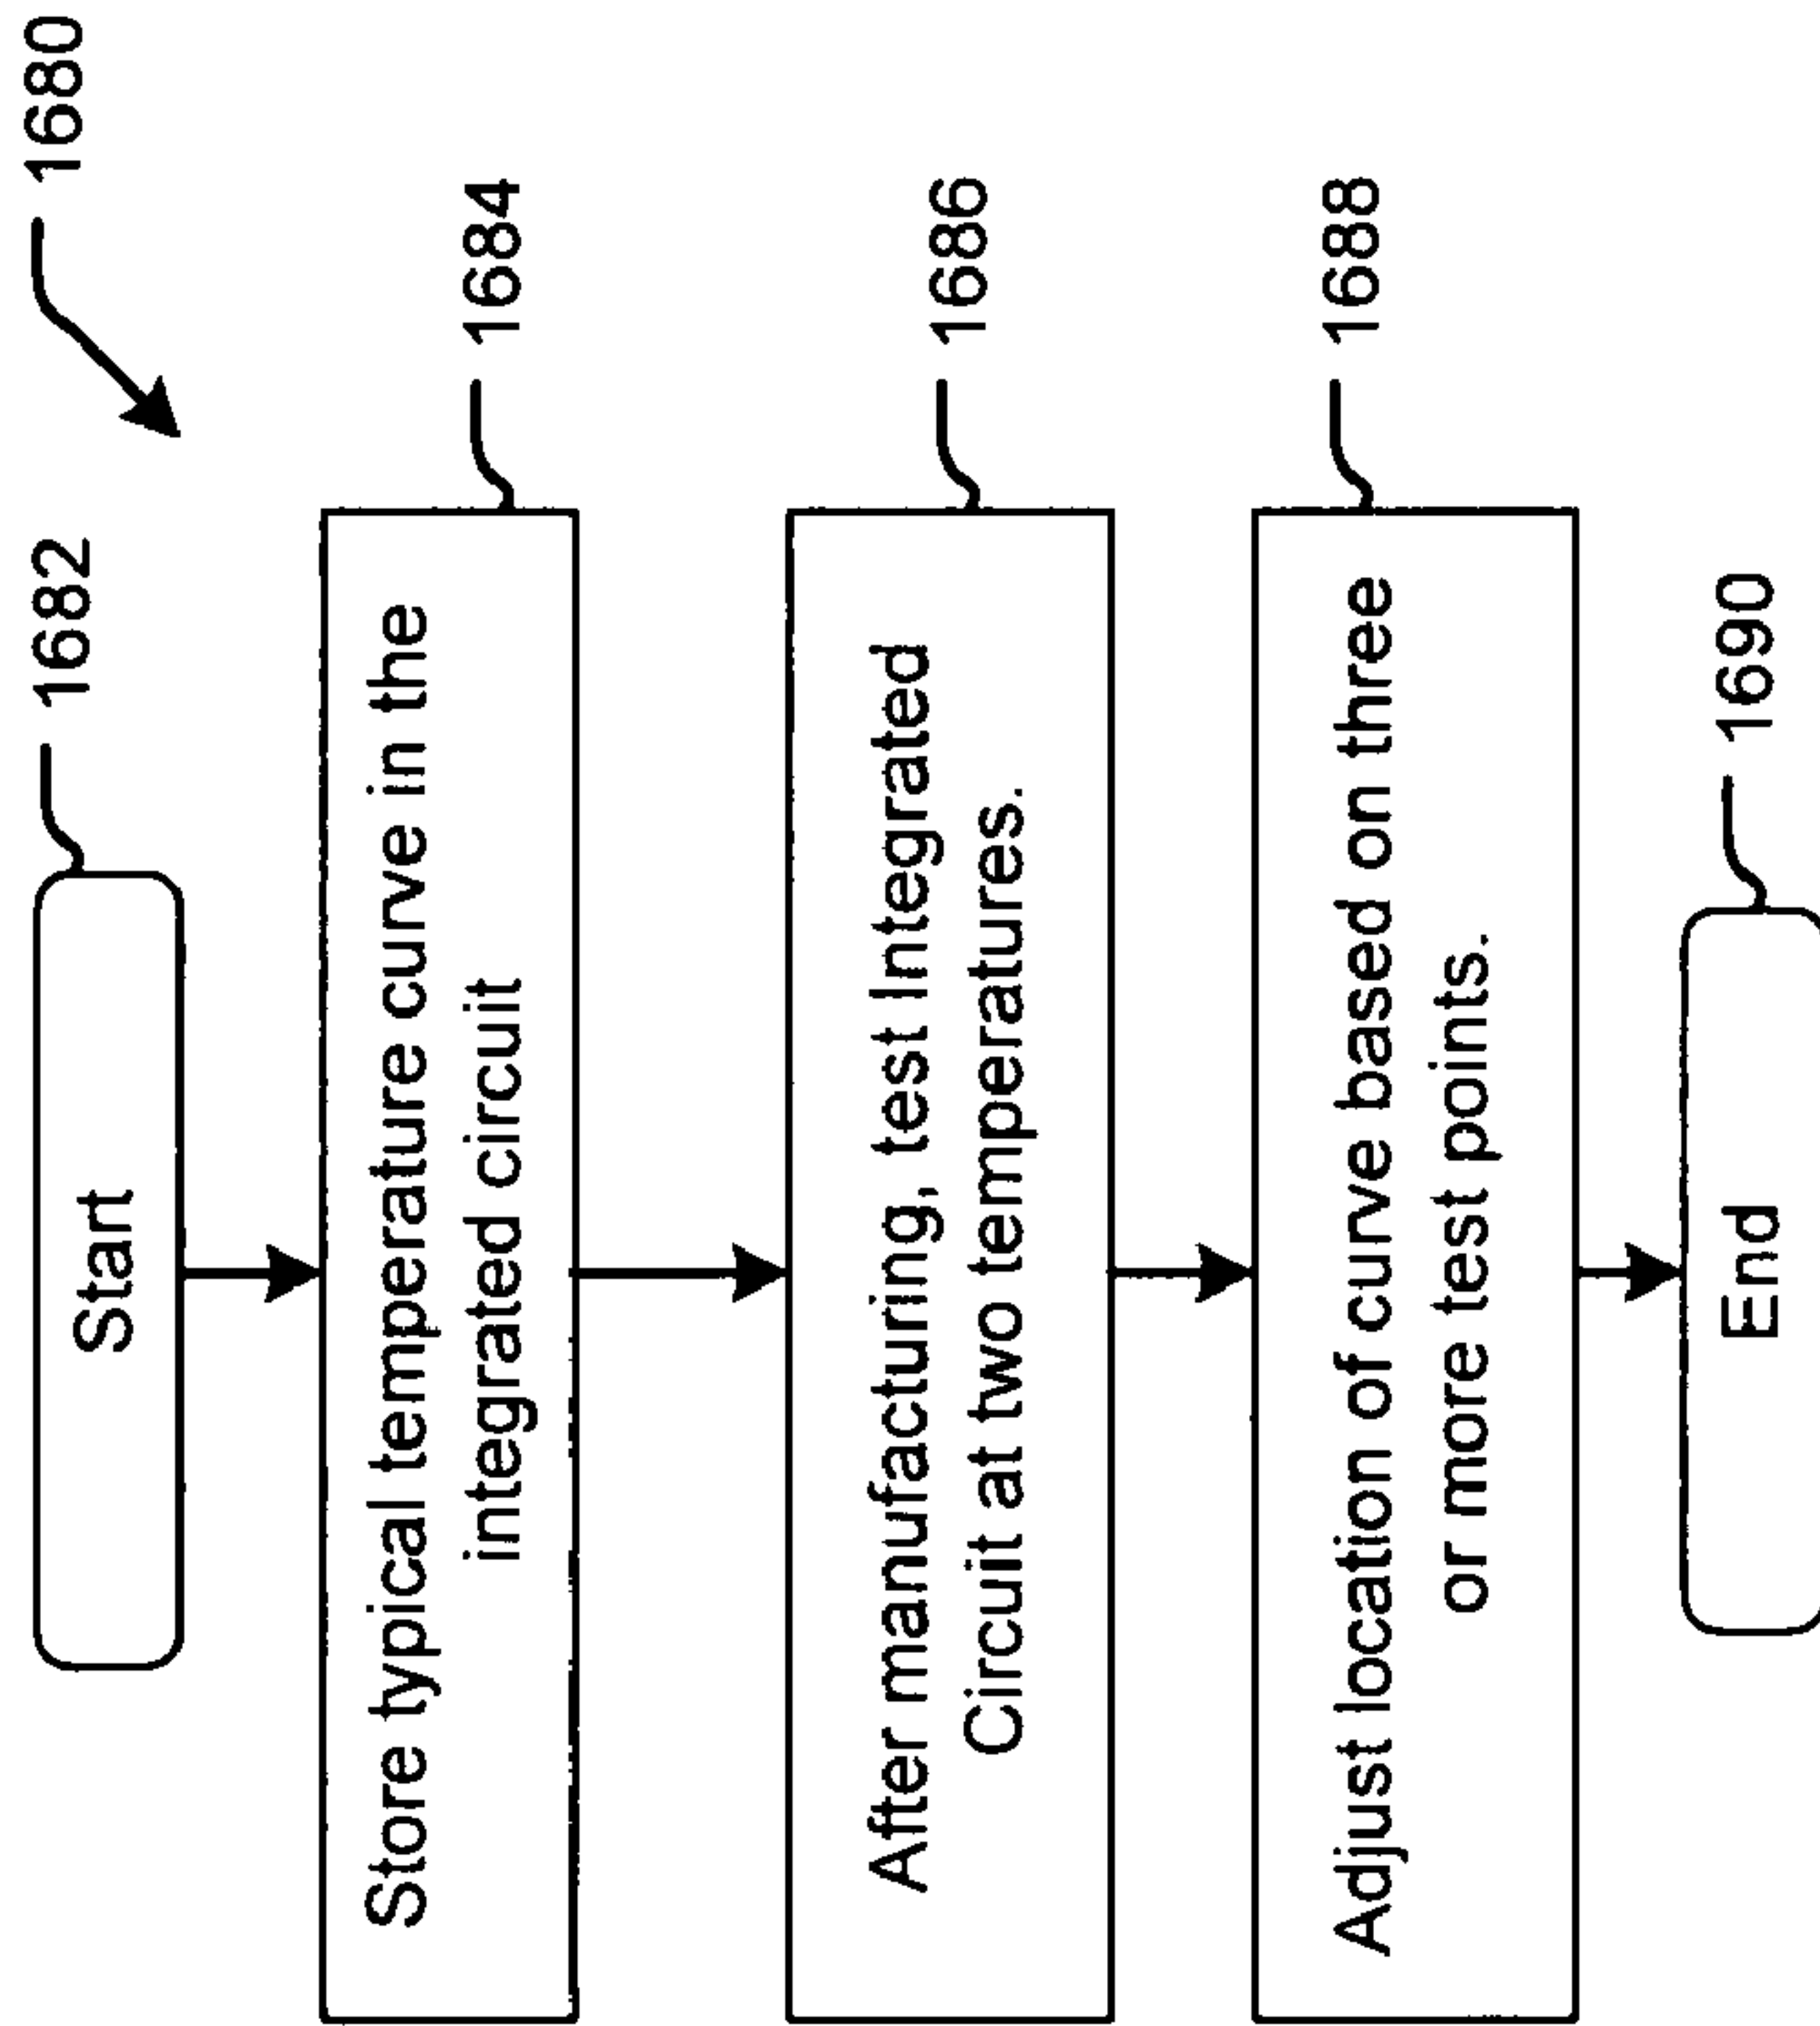 1680
Start
1682
Store typical temperature curve in the
integrated circuit
1684
After manufacturing, test Integrated
Circuit at two temperatures.
1686
Adjust location of curve based on three
or more test points.
1688
End
1690